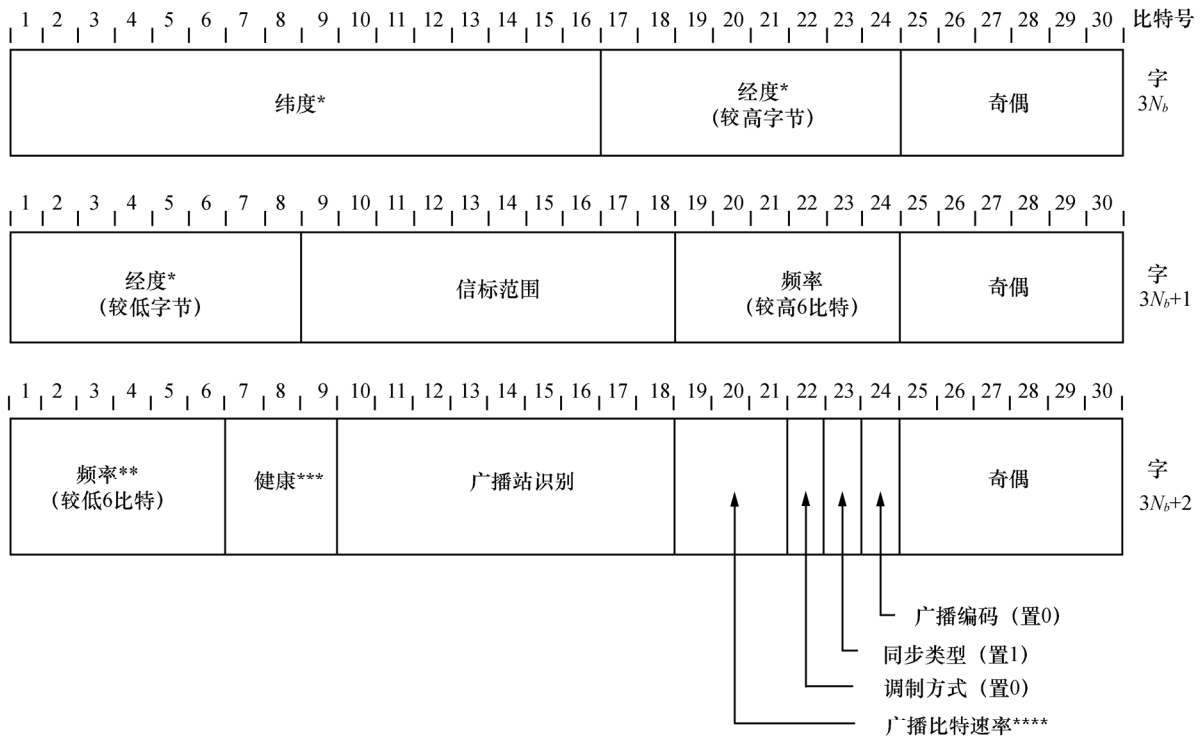 1 2 3 4 5 6 7 8 9 10 11 12 13 14 15 16 17 18 19 20 21 22 23 24 25 26 27 28 29 30 比特号
纬度*
经度*
(较高字节)
奇偶
字
3Nb
1 2 3 4 5 6 7 8 9 10 11 12 13 14 15 16 17 18 19 20 21 22 23 24 25 26 27 28 29 30
经度*
(较低字节)
信标范围
频率
(较高6比特)
奇偶
字
3Nb+1
1 2 3 4 5 6 7 8 9 10 11 12 13 14 15 16 17 18 19 20 21 22 23 24 25 26 27 28 29 30
频率**
(较低6比特)
健康***
广播站识别
奇偶
字
3Nb+2
广播编码（置0）
同步类型（置1）
调制方式（置0）
广播比特速率****